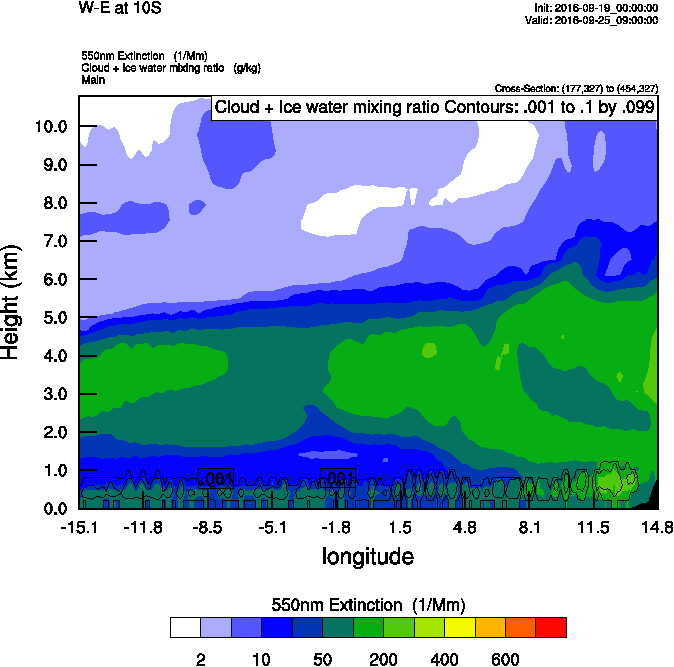 W-E at 10S
Init: 2016-09-19_00:00:00
Valid: 2016-09-25_09:00:00
550nm Extinction (1/Mm)
Cloud + Ice water mixing ratio (g/kg)
Main
Cross-Section: (177,327) to (454,327)
Cloud + Ice water mixing ratio Contours: .001 to .1 by .099
10.0
9.0
8.0
7.0
6.0
5.0
4.0
3.0
2.0
1.0
0.0
Height (km)
.001 .001
-15.1 -11.8 -8.5 -5.1 -1.8 1.5 4.8 8.1 11.5 14.8
longitude
550nm Extinction (1/Mm)
2 10 50 200 400 600